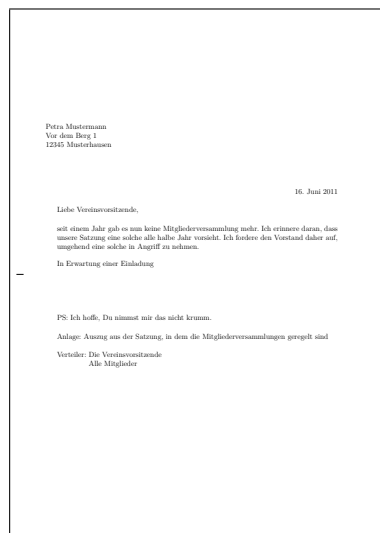 Petra Mustermann
Vor dem Berg 1
12345 Musterhausen
16. Juni 2011
Liebe Vereinsvorsitzende,
seit einem Jahr gab es nun keine Mitgliederversammlung mehr. Ich erinnere daran, dass
unsere Satzung eine solche alle halbe Jahr vorsieht. Ich fordere den Vorstand daher auf,
umgehend eine solche in Angriff zu nehmen.
In Erwartung einer Einladung
PS: Ich hoffe, Du nimmst mir das nicht krumm.
Anlage: Auszug aus der Satzung, in dem die Mitgliederversammlungen geregelt sind
Verteiler: Die Vereinsvorsitzende
Alle Mitglieder